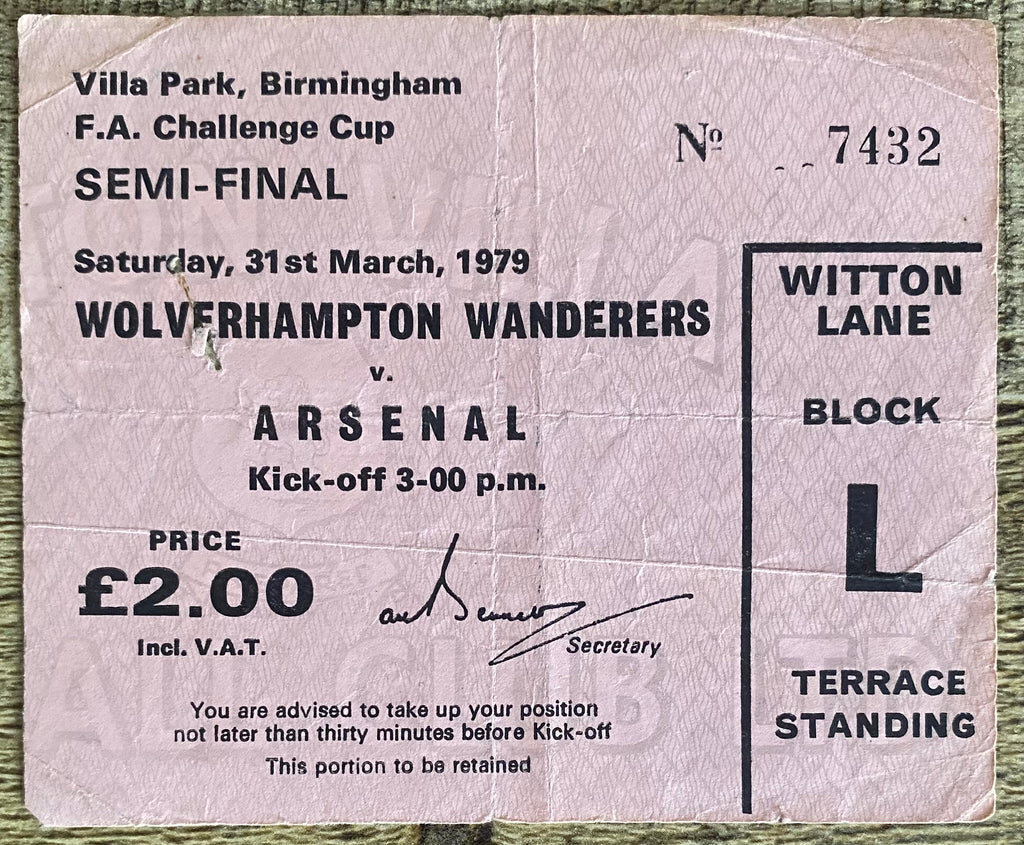 Villa Park, Birmingham
F.A. Challenge Cup
SEMI-FINAL
Nº 7432
Saturday, 31st March, 1979
WOLVERHAMPTON WANDERERS
v.
ARSENAL
Kick-off 3-00 p.m.
PRICE
£2.00
Incl. V.A.T.
Secretary
You are advised to take up your position
not later than thirty minutes before Kick-off
This portion to be retained
WITTON
LANE
BLOCK
L
TERRACE
STANDING